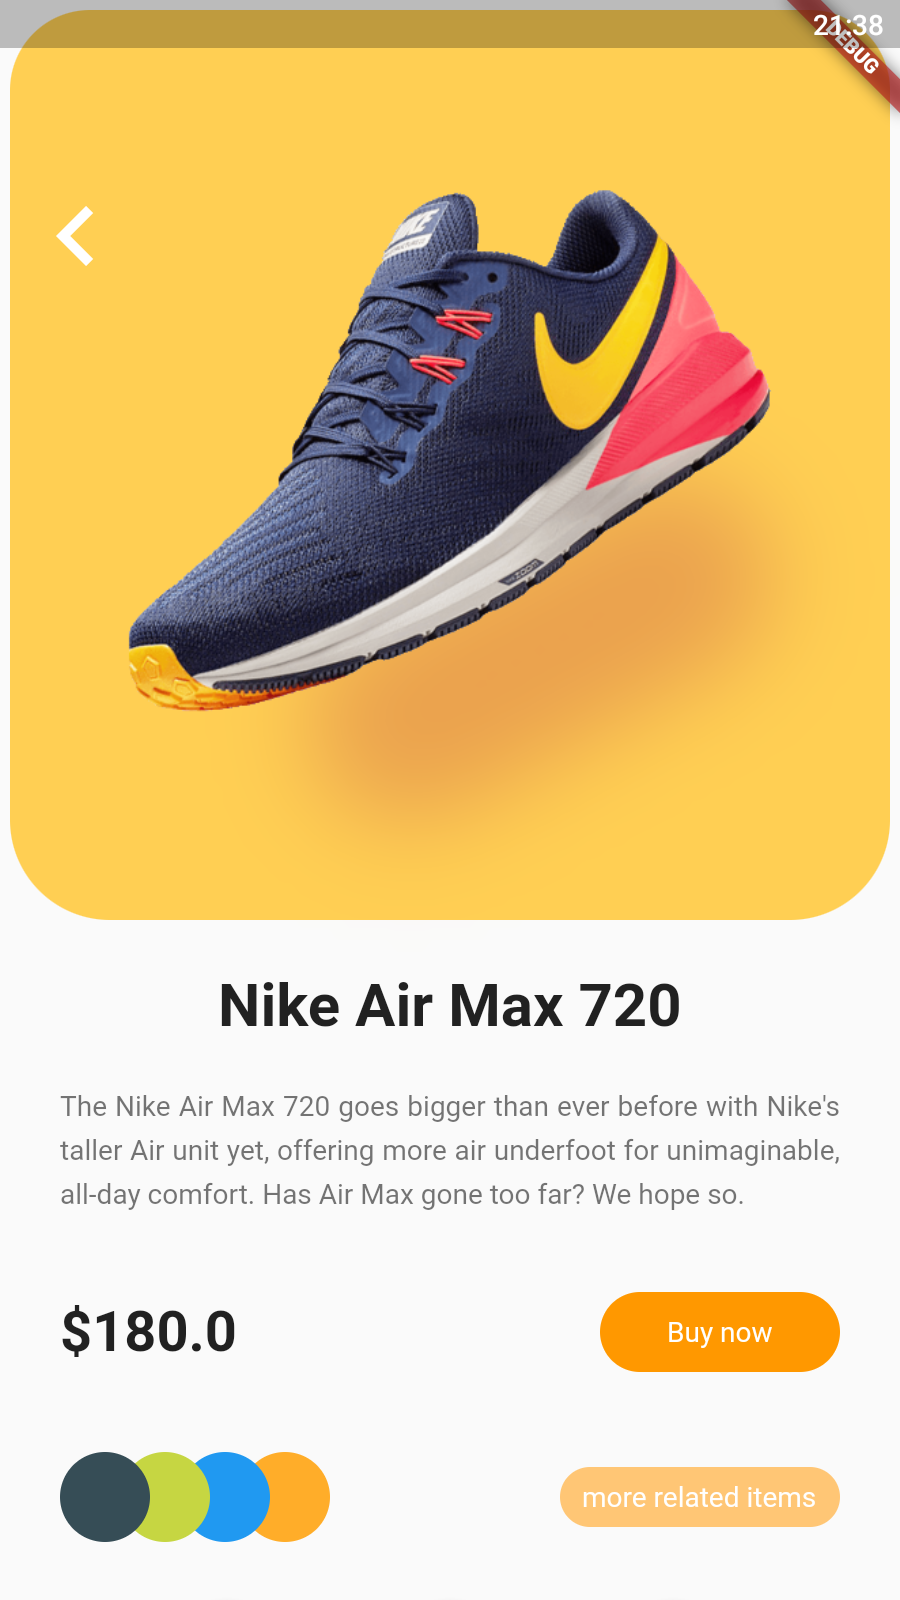 21:38
DEBUG
NIKE
ZOOM
Nike Air Max 720
The Nike Air Max 720 goes bigger than ever before with Nike's
taller Air unit yet, offering more air underfoot for unimaginable,
all-day comfort. Has Air Max gone too far? We hope so.
$180.0
Buy now
more related items